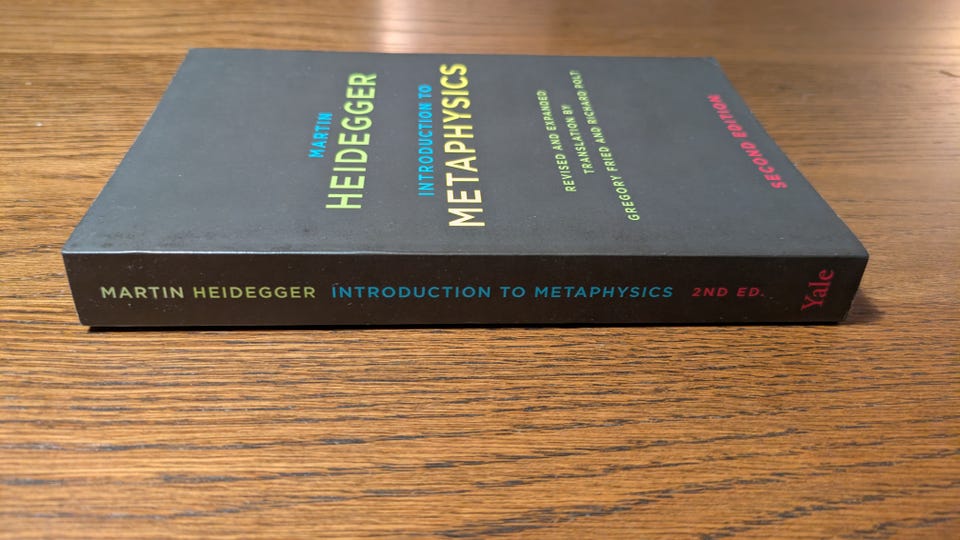 MARTIN
HEIDEGGER
INTRODUCTION TO
METAPHYSICS
REVISED AND EXPANDED
TRANSLATION BY
GREGORY FRIED AND RICHARD POLT
SECOND EDITION
MARTIN HEIDEGGER INTRODUCTION TO METAPHYSICS 2ND ED. Yale